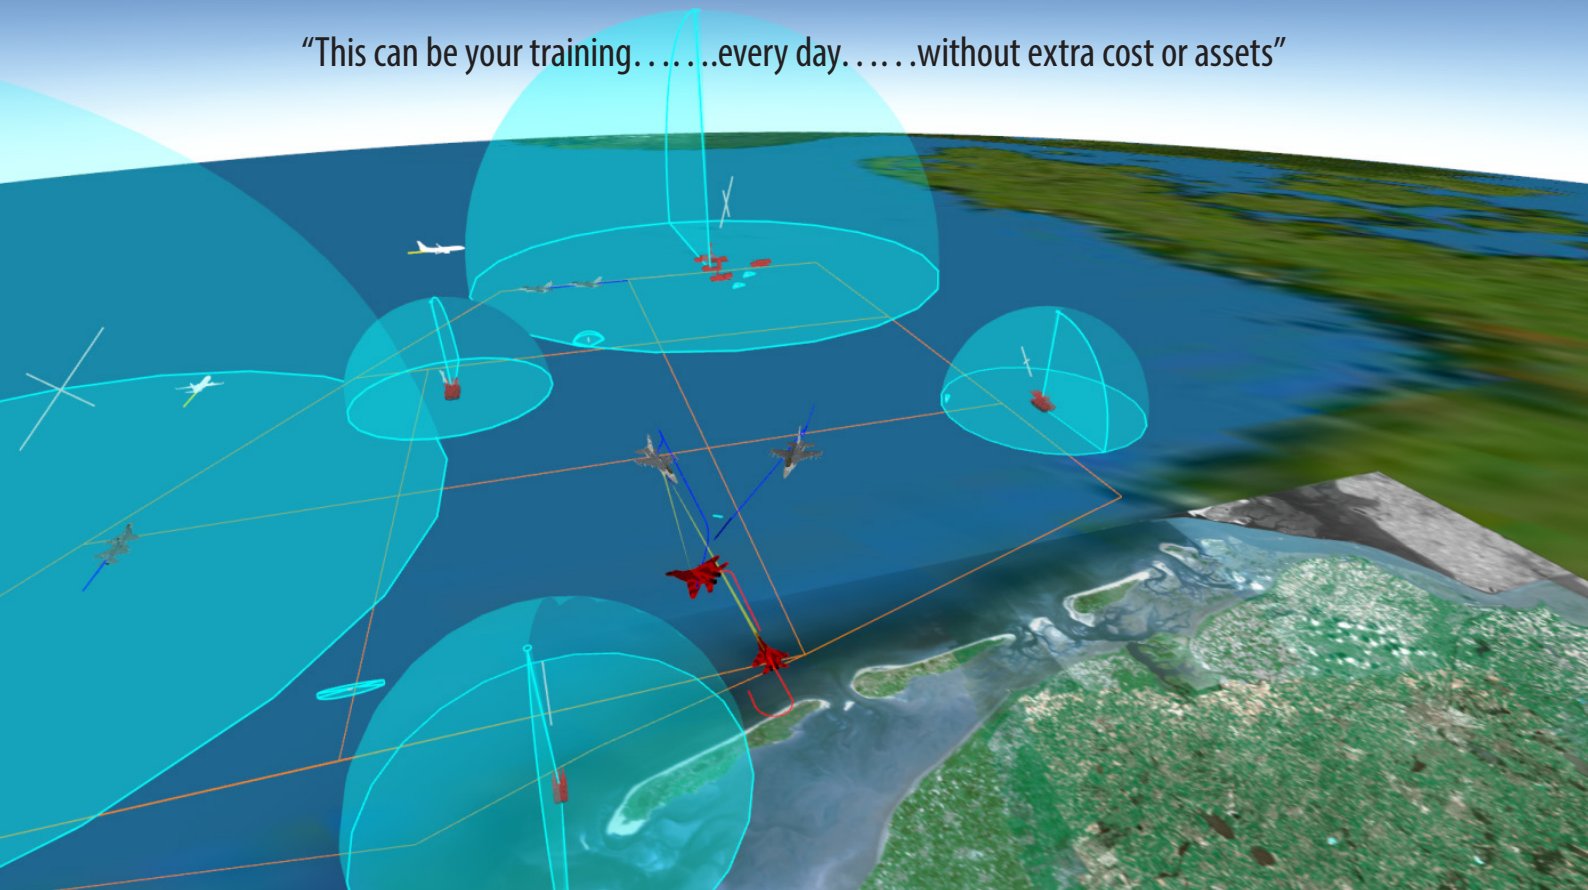 “This can be your training…….every day……without extra cost or assets”